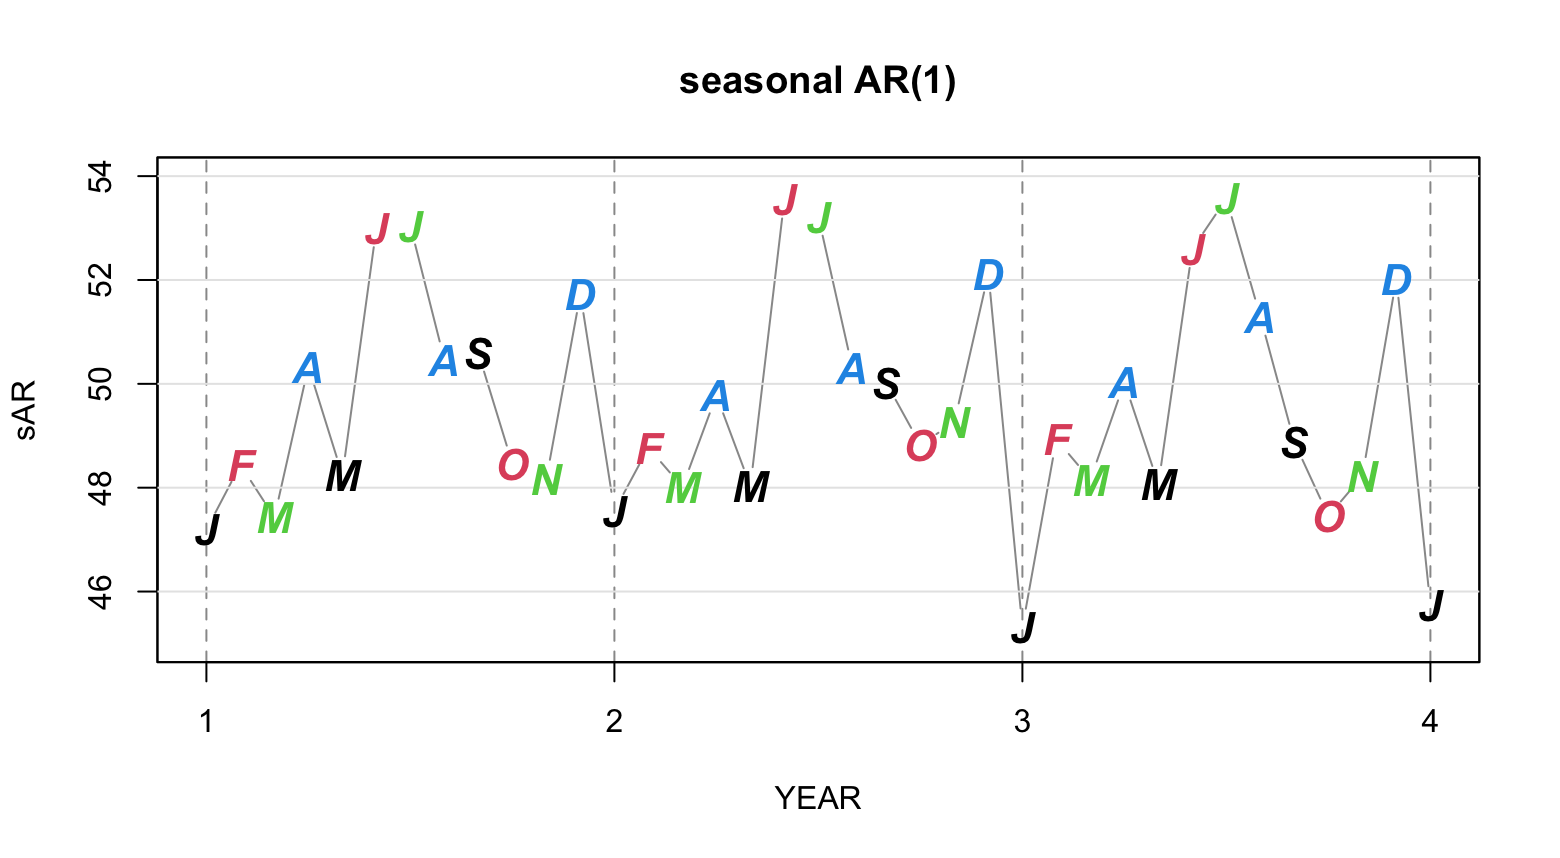 seasonal AR(1)
54
52
50
48
46
sAR
J F M A M J J A S O N D J F M A M J J A S O N D J F M A M J J A S O N D J
1 2 3 4
YEAR